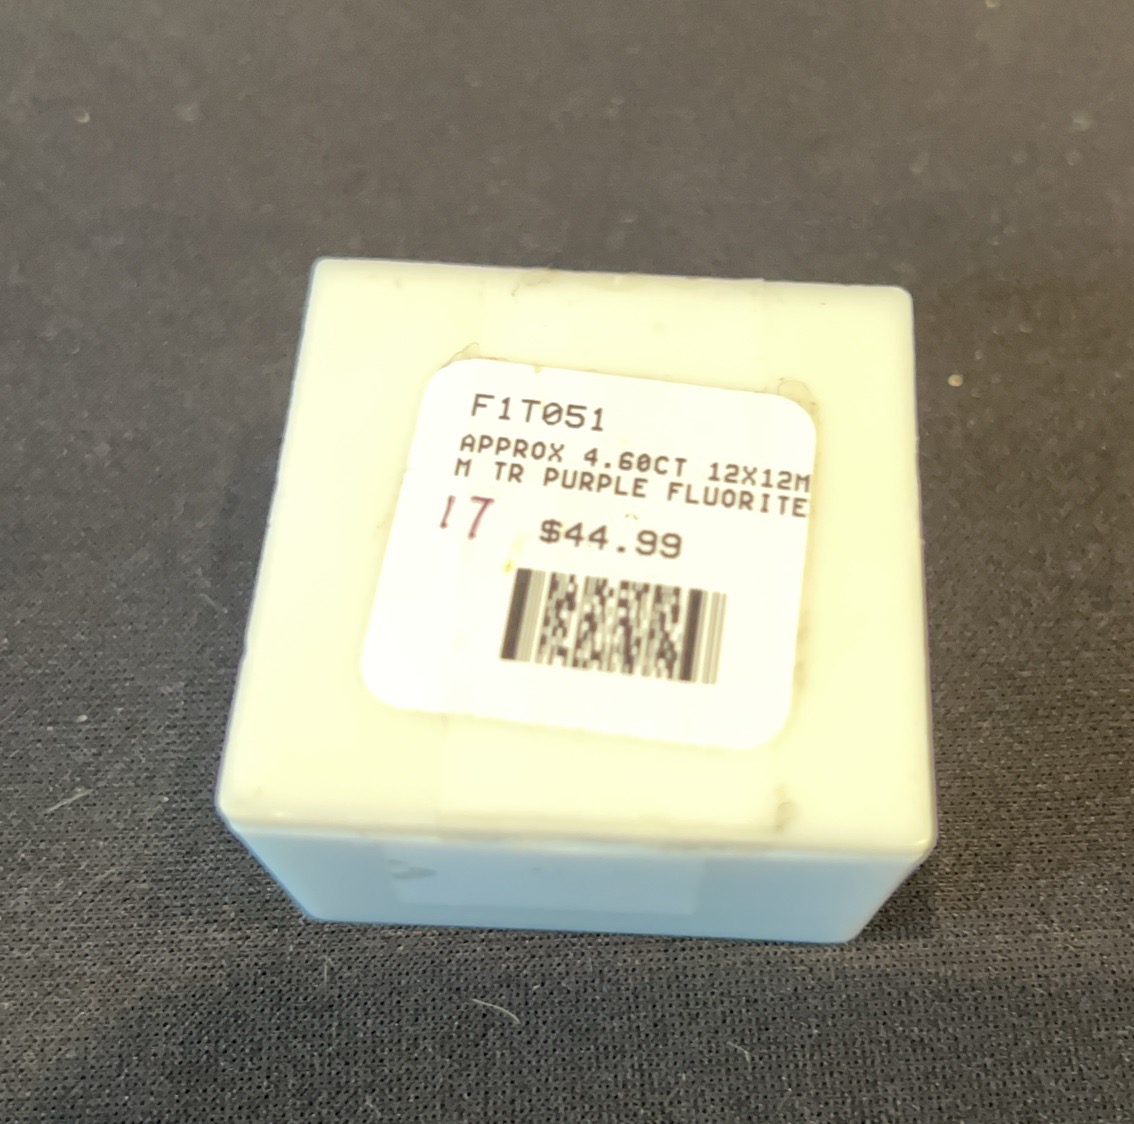 F1T051
APPROX 4.60CT 12X12M
M TR PURPLE FLUORITE
17 $44.99